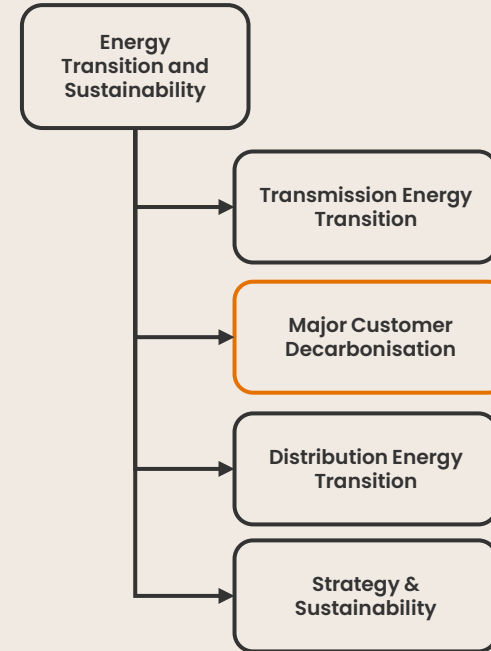 Energy
Transition and
Sustainability
Transmission Energy
Transition
Major Customer
Decarbonisation
Distribution Energy
Transition
Strategy &
Sustainability